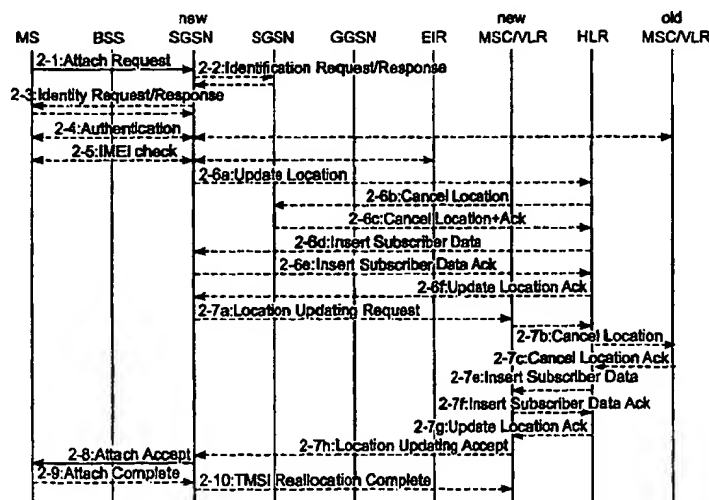 new new old
MS BSS SGSN SGSN GGSN EIR MSC/VLR HLR MSC/VLR
2-1:Attach Request
2-2:Identification Request/Response
2-3:Identity Request/Response
2-4:Authentication
2-5:IMEI check
2-6a:Update Location
2-6b:Cancel Location
2-6c:Cancel Location+Ack
2-6d:Insert Subscriber Data
2-6e:Insert Subscriber Data Ack
2-6f:Update Location Ack
2-7a:Location Updating Request
2-7b:Cancel Location
2-7c:Cancel Location Ack
2-7e:Insert Subscriber Data
2-7f:Insert Subscriber Data Ack
2-7g:Update Location Ack
2-7h:Location Updating Accept
2-8:Attach Accept
2-9:Attach Complete
2-10:TMSI Reallocation Complete